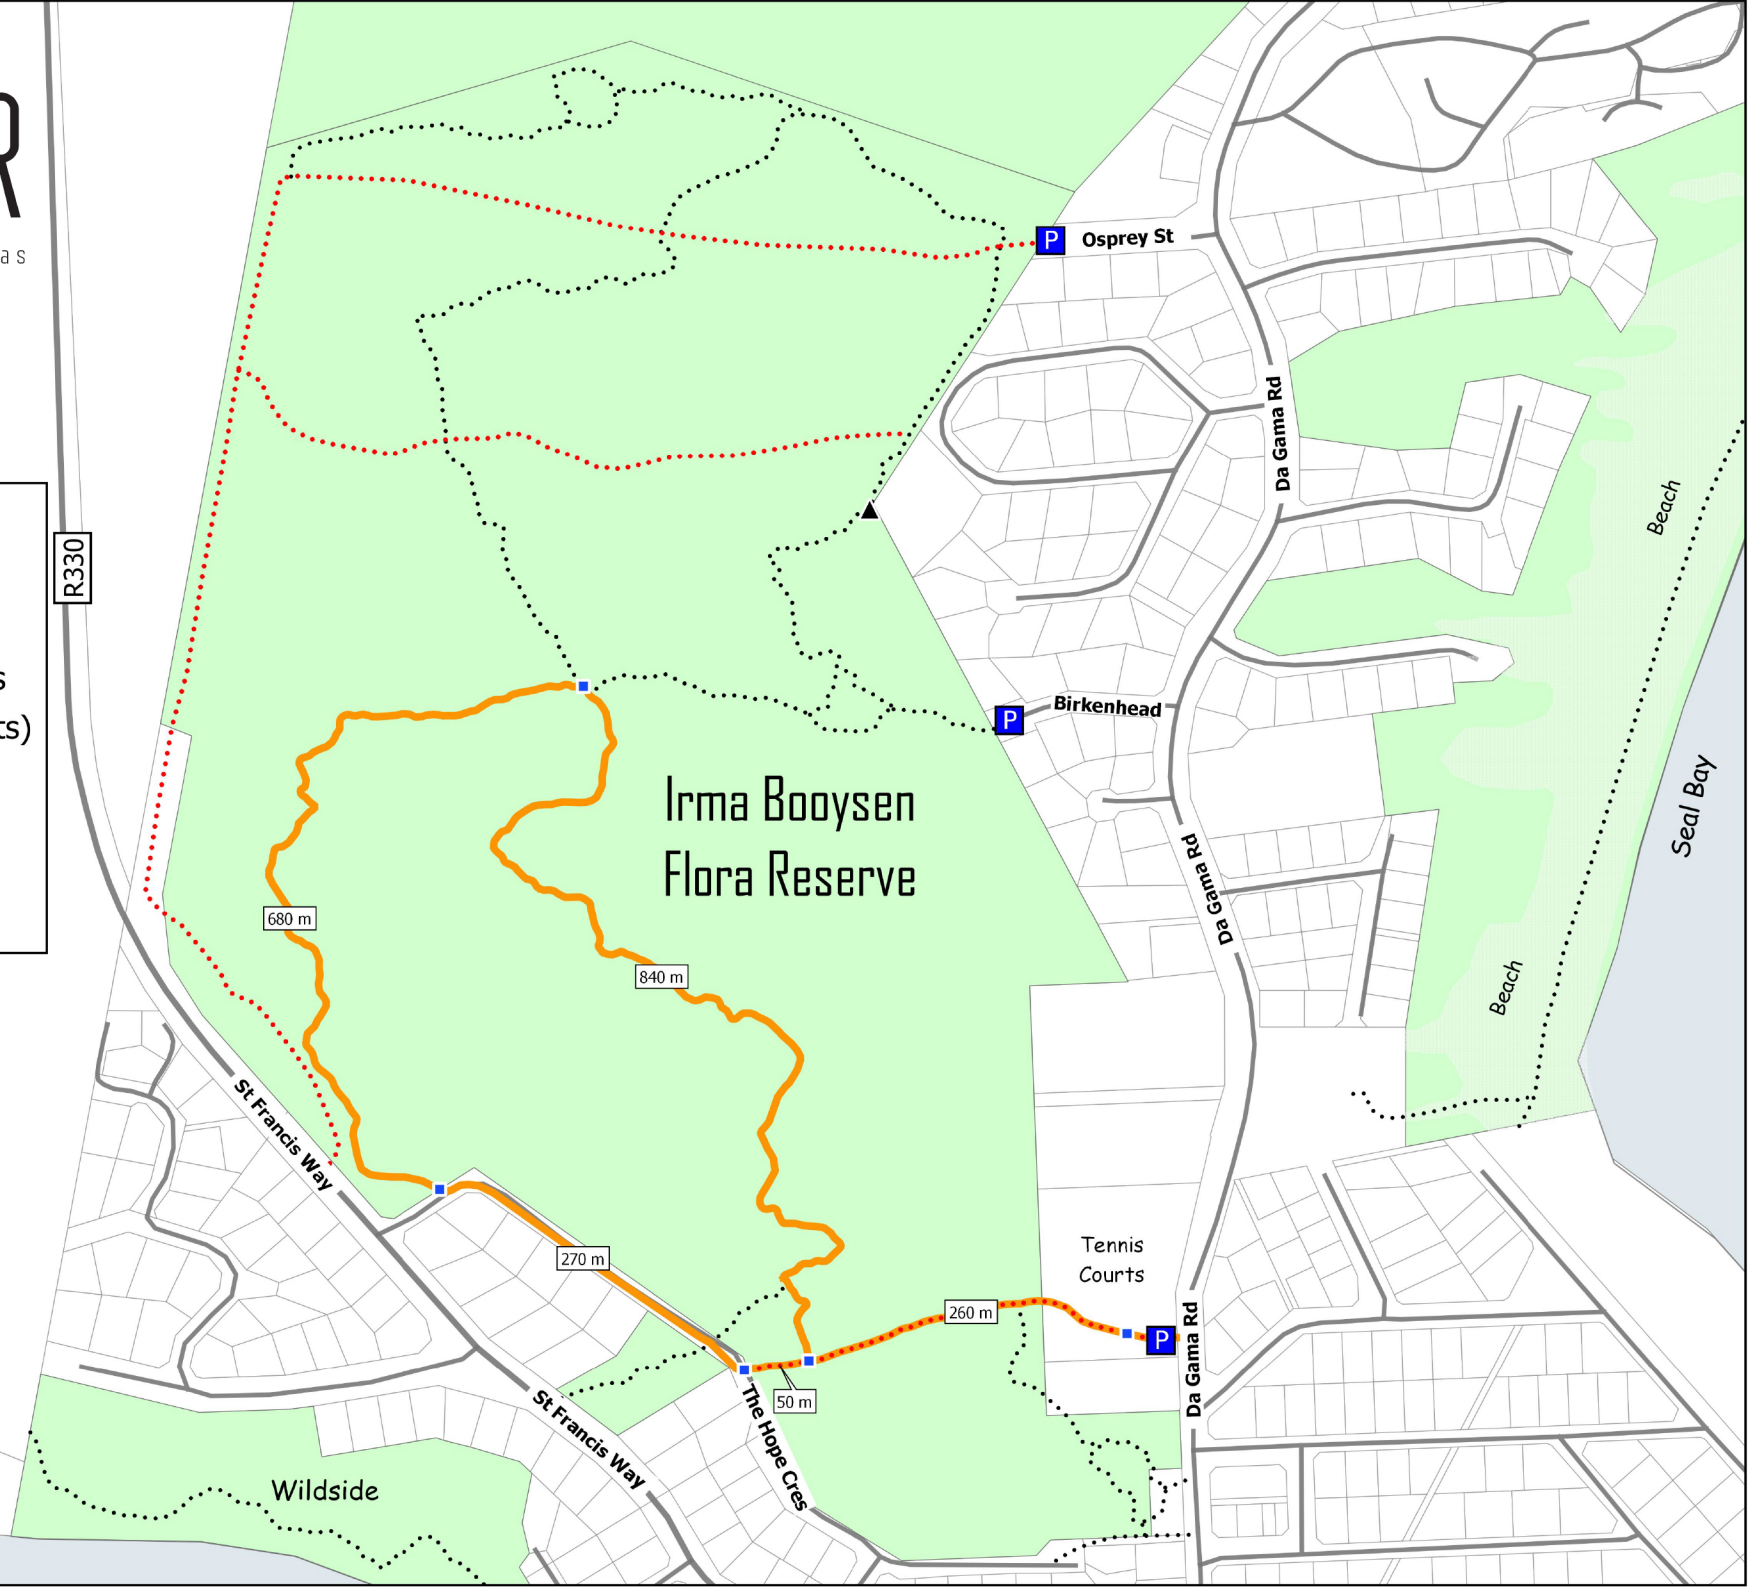 R
as
P
Osprey St
Da Gama Rd
Beach
R330
s
ts)
P
Birkenhead
Irma Booysen
Flora Reserve
Seal Bay
Da Gama Rd
680 m
840 m
Beach
St Francis Way
Tennis
Courts
270 m
260 m
P
Da Gama Rd
50 m
The Hope Cres
St Francis Way
Wildside